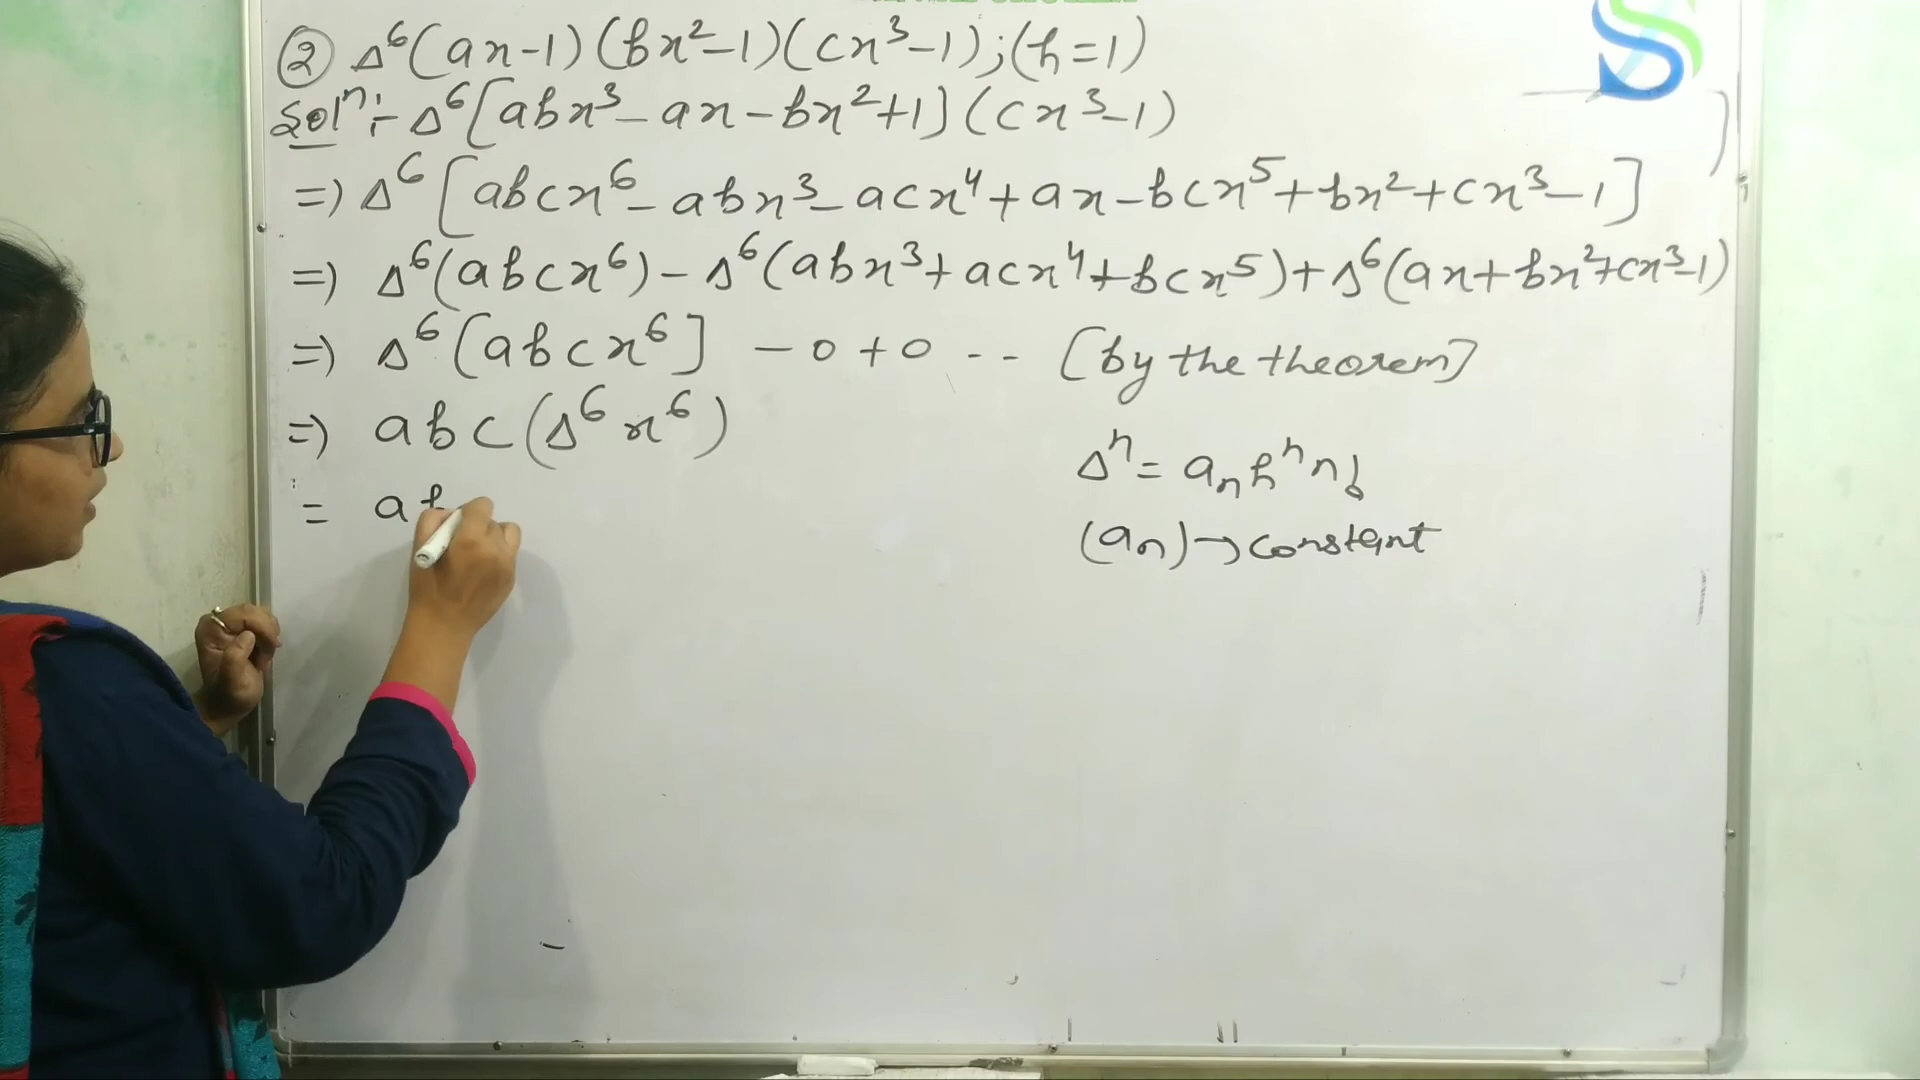 ② Δ⁶(ax-1)(bx²-1)(cx³-1);(h=1)
Solⁿ:- Δ⁶[abx³-ax-bx²+1](cx³-1)
=) Δ⁶[abcx⁶-abx³-acx⁴+ax-bcx⁵+bx²+cx³-1]
=) Δ⁶(abcx⁶)-Δ⁶(abx³+acx⁴+bcx⁵)+Δ⁶(ax+bx²+cx³-1)
=) Δ⁶[abcx⁶] -0+0 -- [by the theorem]
=) abc(Δ⁶x⁶)
Δⁿ= aₙhⁿn!
= ab
(aₙ)→constant